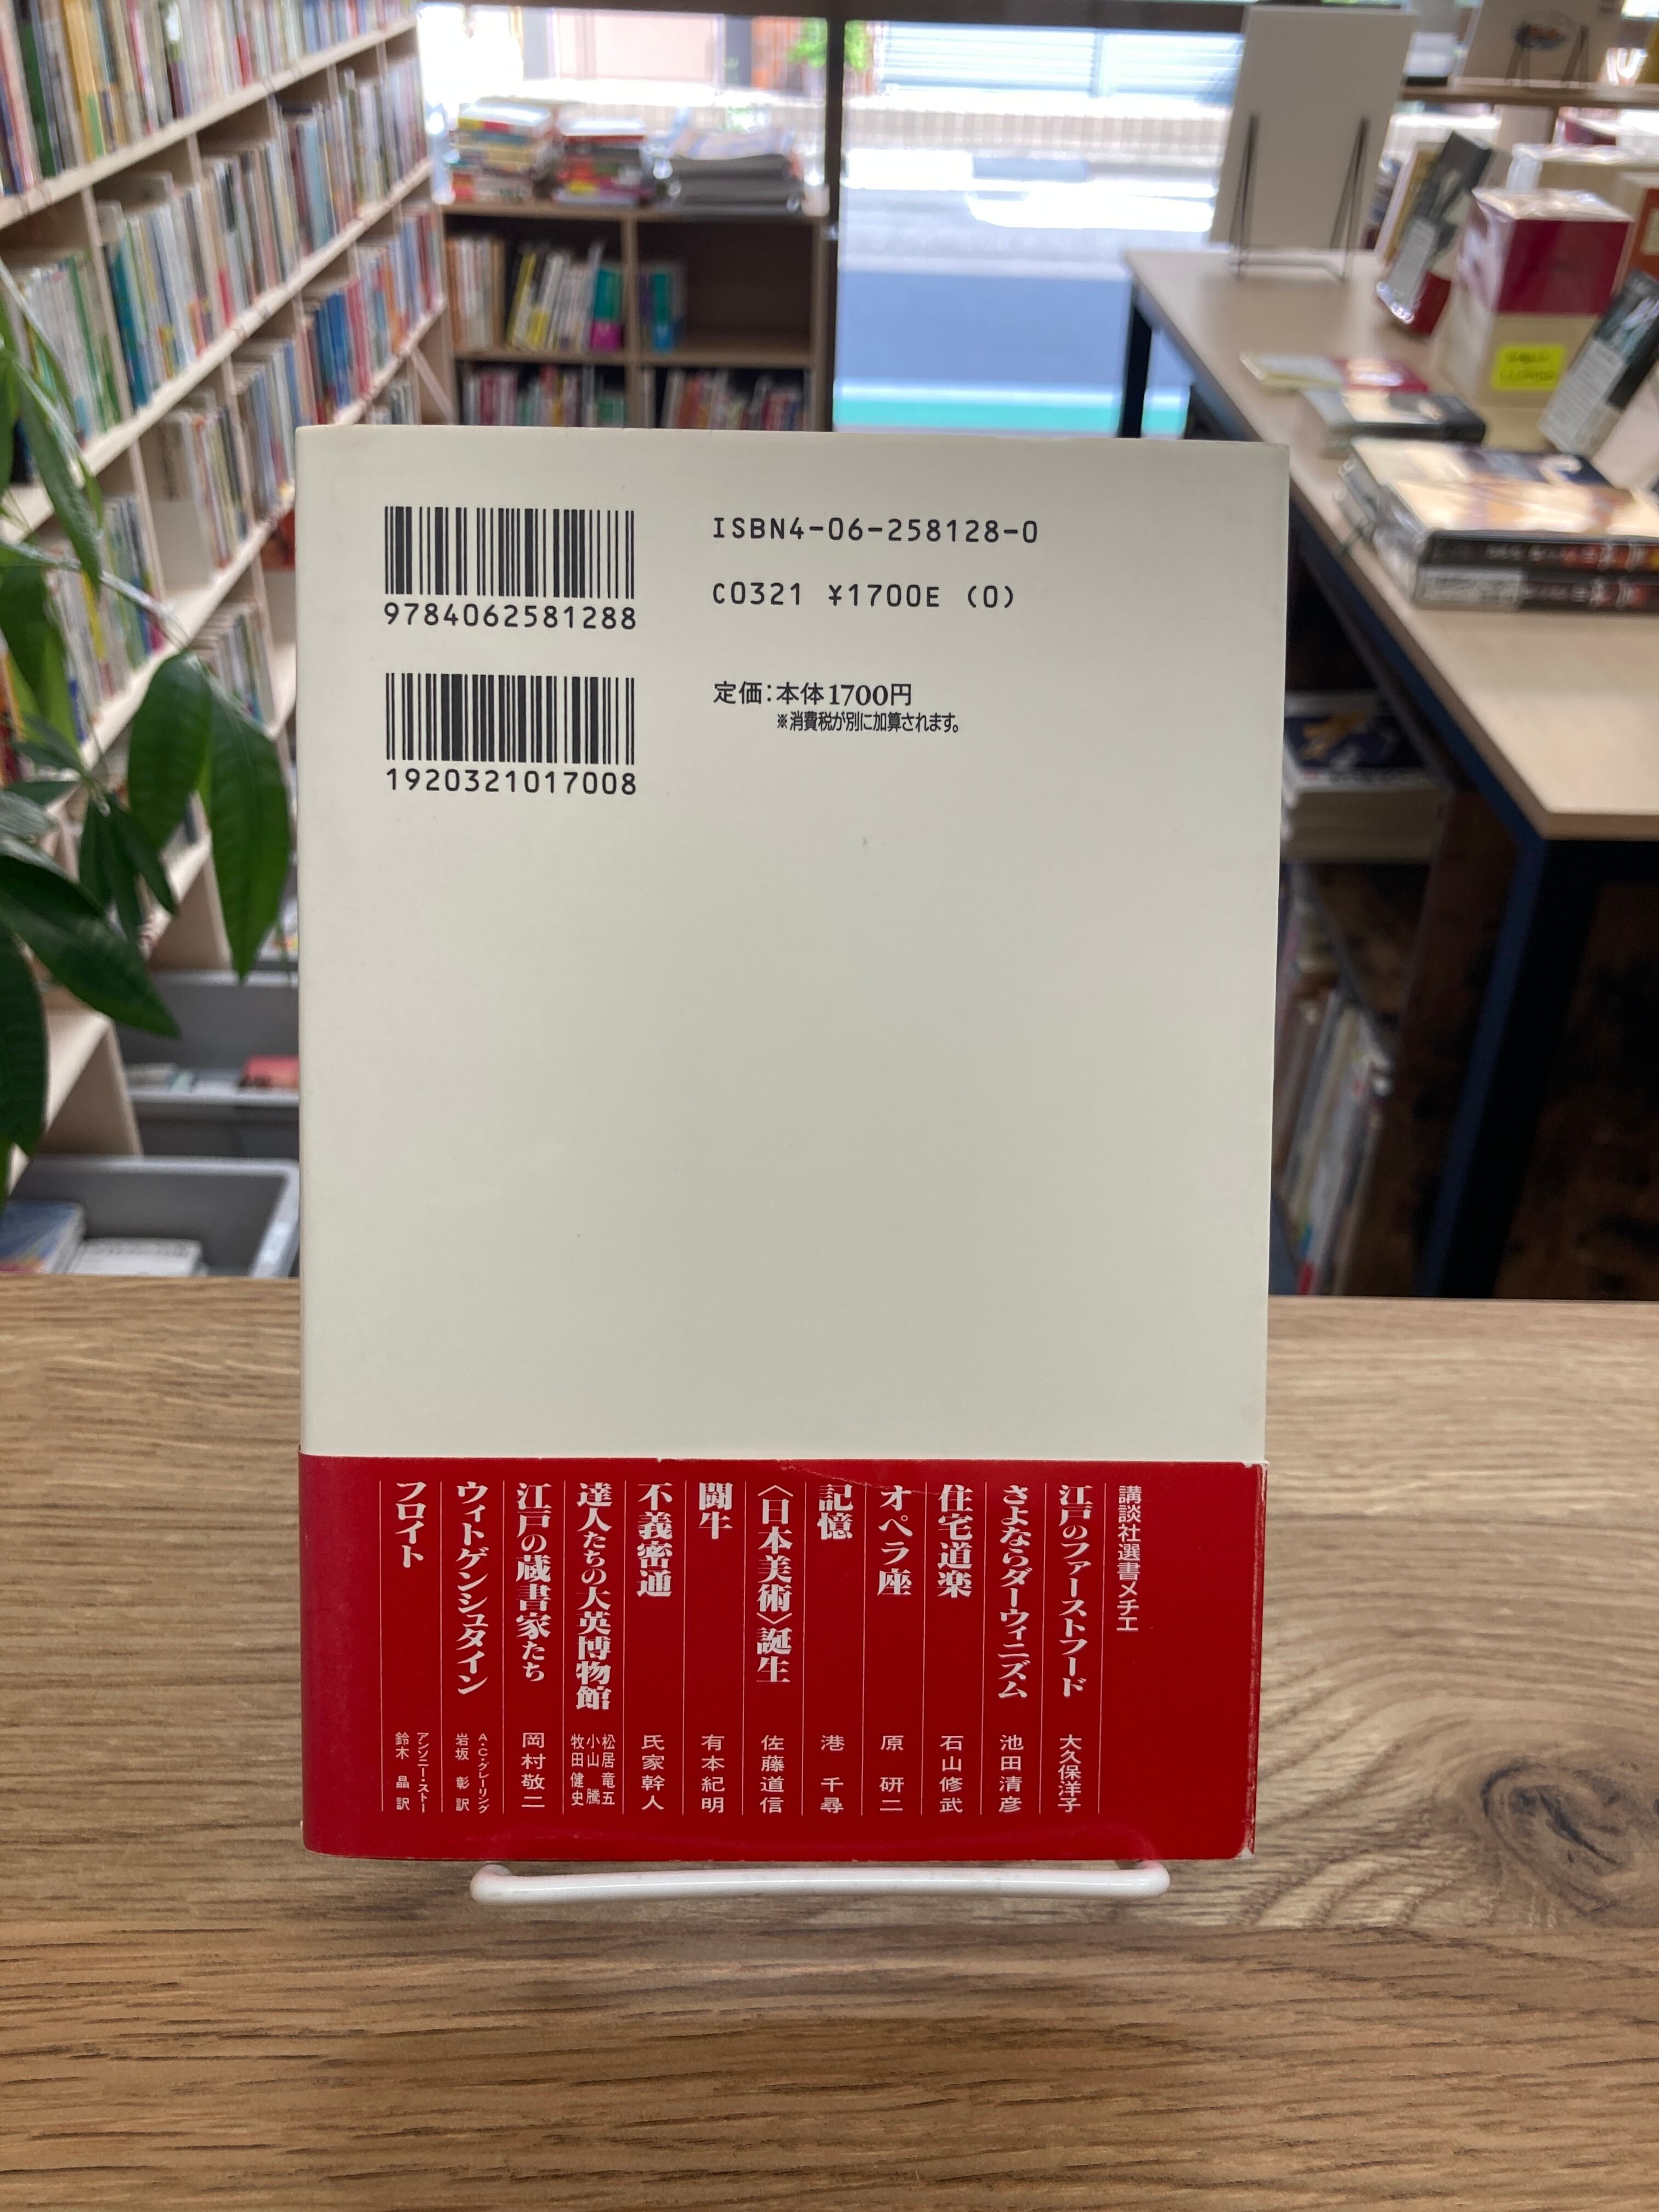 ISBN4-06-258128-0
C0321 ¥1700E (0)
9784062581288
定価:本体1700円
※消費税が別に加算されます。
1920321017008
講談社選書メチエ
江戸のファーストフード 大久保洋子
さよならダーウィニズム 池田清彦
住宅道楽 石山修武
オペラ座 原 研二
記憶 港 千尋
〈日本美術〉誕生 佐藤道信
闘牛 有本紀明
不義密通 氏家幹人
達人たちの大英博物館 松居竜五 小山 騰 牧田健史
江戸の蔵書家たち 岡村敬二
ウィトゲンシュタイン A・C・グレーリング 岩坂 彰 訳
フロイト アンソニー・ストー 鈴木 晶 訳